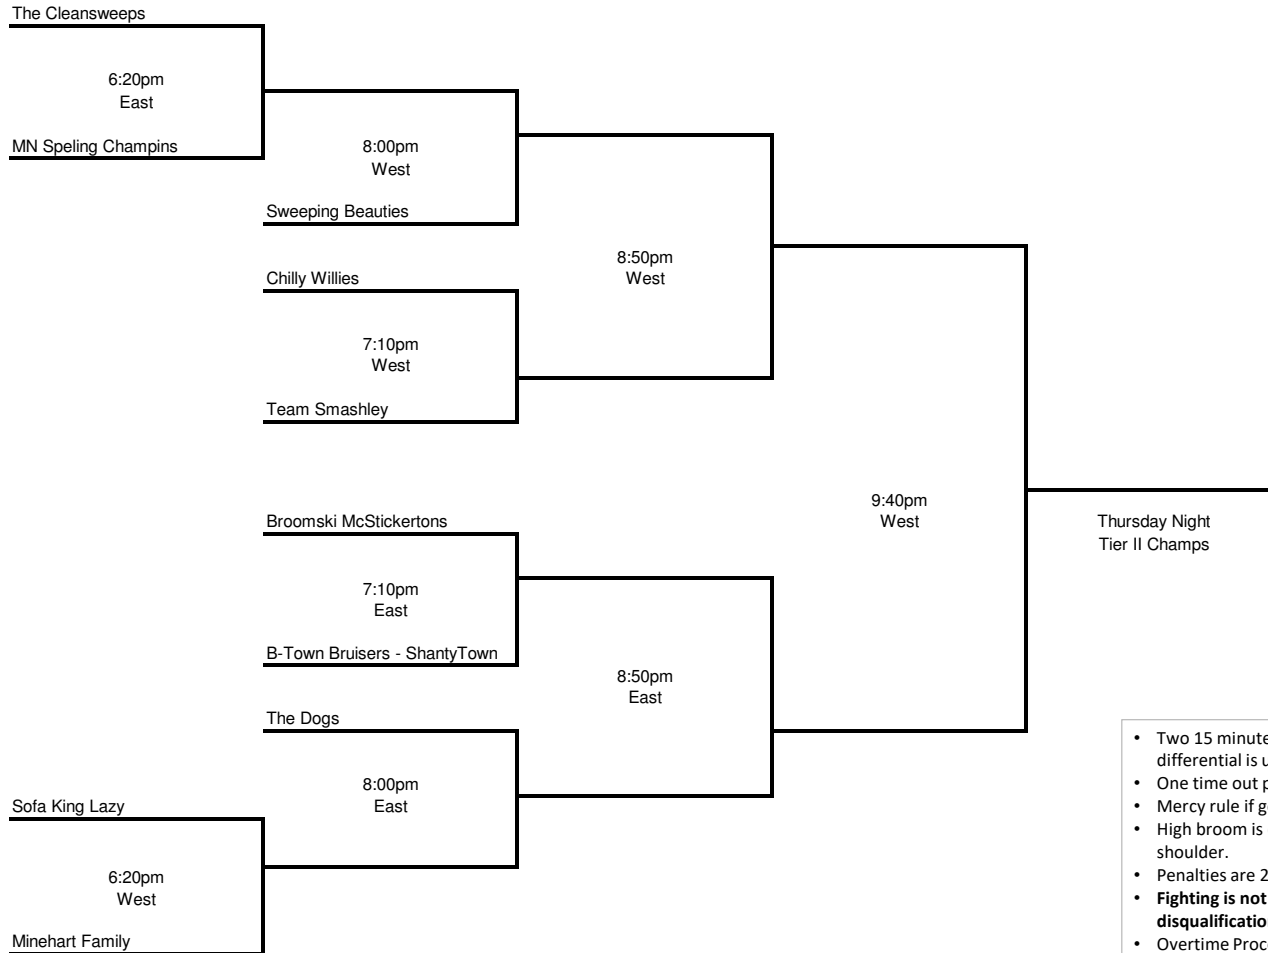 The Cleansweeps
6:20pm
East
MN Speling Champins
8:00pm
West
Sweeping Beauties
8:50pm
West
Chilly Willies
7:10pm
West
Team Smashley
9:40pm
West
Thursday Night
Tier II Champs
Broomski McStickertons
7:10pm
East
B-Town Bruisers - ShantyTown
8:50pm
East
The Dogs
8:00pm
East
Sofa King Lazy
6:20pm
West
Minehart Family
• Two 15 minute
differential is
• One time out
• Mercy rule if
• High broom is
shoulder.
• Penalties are 2
• Fighting is not
• Overtime